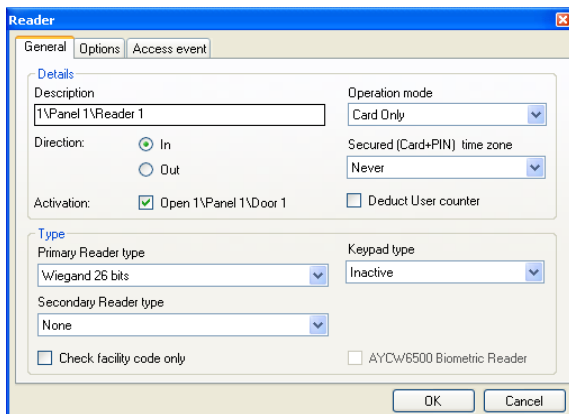 Reader
General Options Access event
Details
Description
1\Panel 1\Reader 1
Operation mode
Card Only
Direction:
In
Out
Secured (Card+PIN) time zone
Never
Activation:
Open 1\Panel 1\Door 1
Deduct User counter
Type
Primary Reader type
Wiegand 26 bits
Keypad type
Inactive
Secondary Reader type
None
Check facility code only
AYCW6500 Biometric Reader
OK Cancel